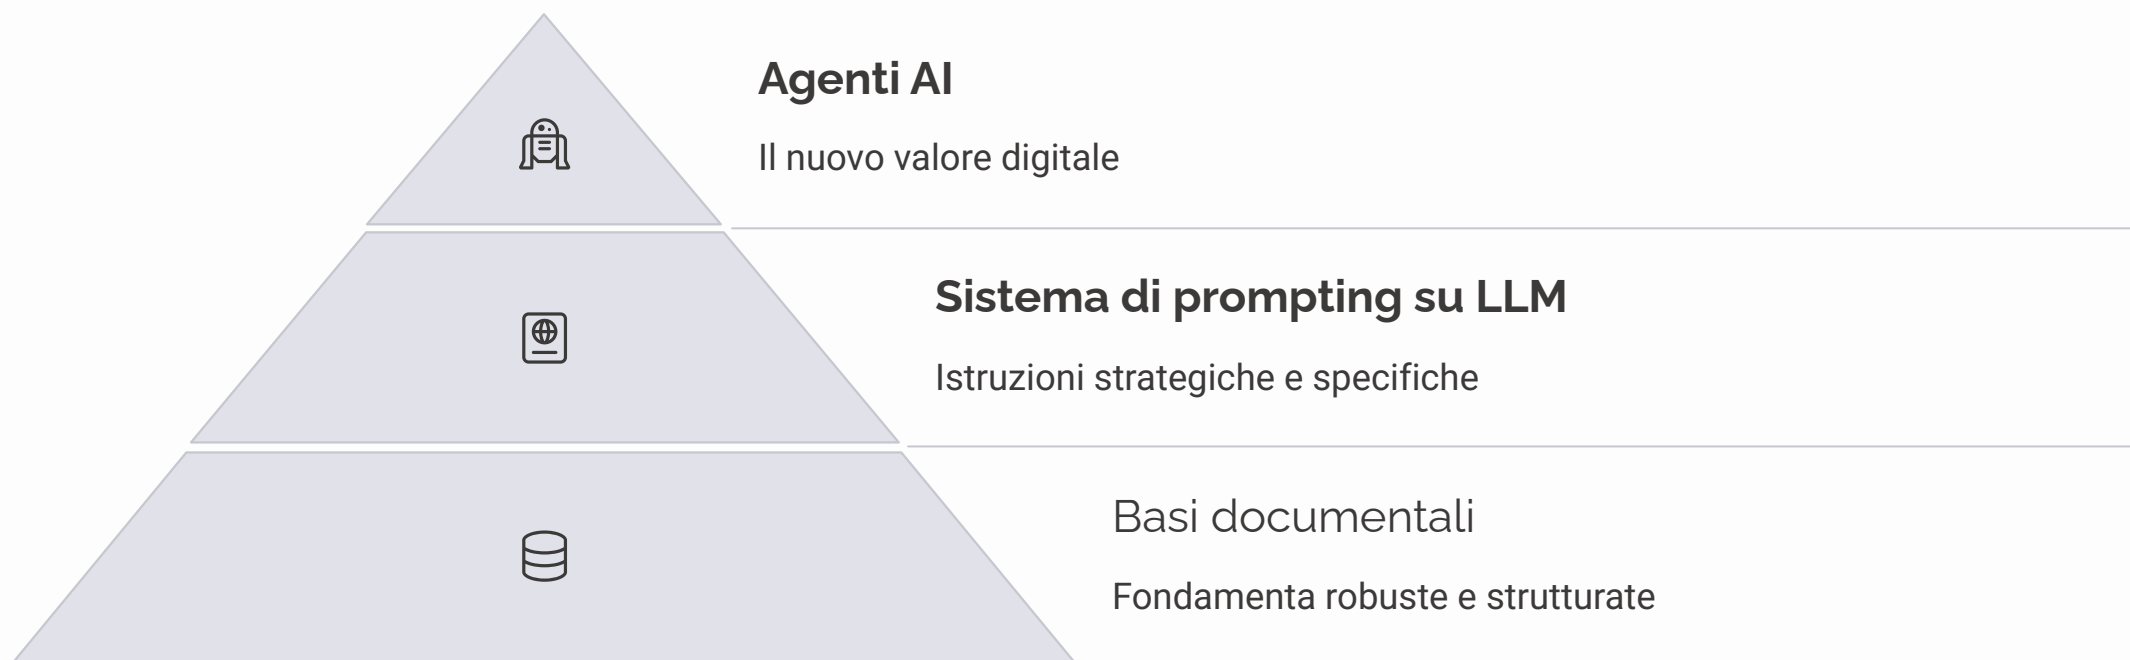 Agenti AI
Il nuovo valore digitale
Sistema di prompting su LLM
Istruzioni strategiche e specifiche
Basi documentali
Fondamenta robuste e strutturate